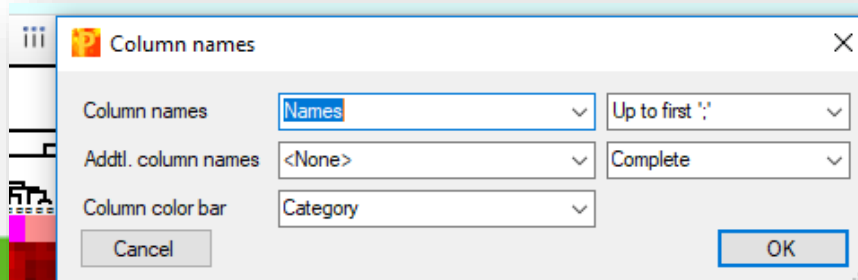 Column names
Column names Names Up to first ';'
Addtl. column names <None> Complete
Column color bar Category
Cancel OK